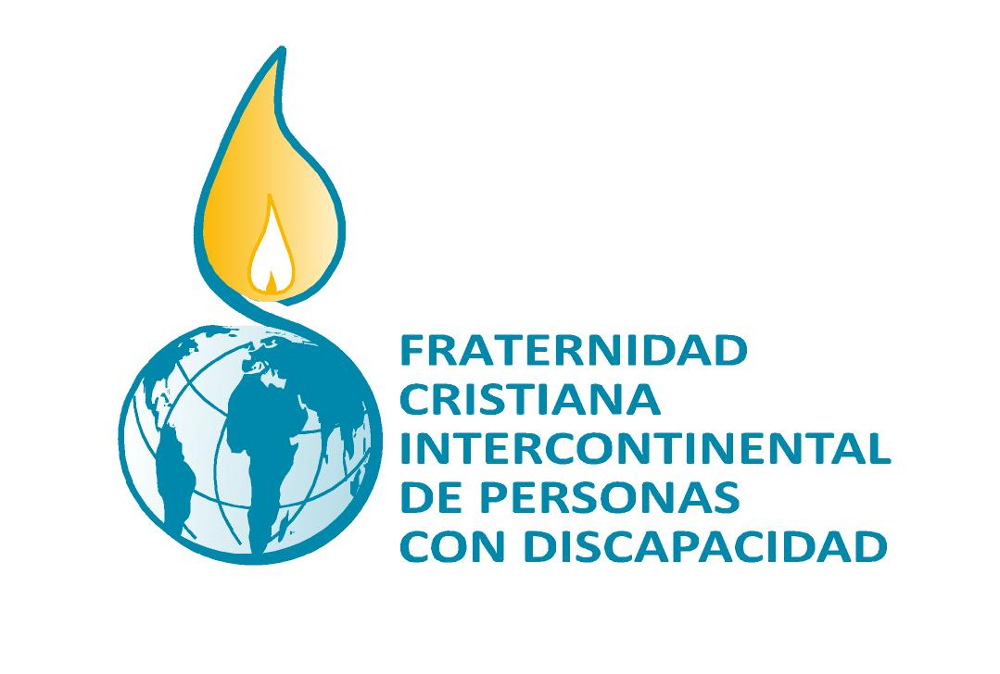 FRATERNIDAD
CRISTIANA
INTERCONTINENTAL
DE PERSONAS
CON DISCAPACIDAD